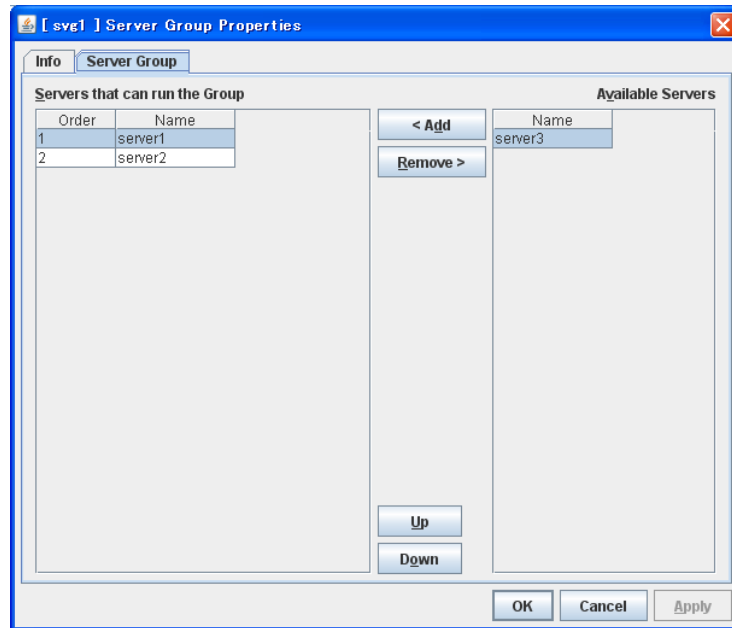 [ svg1 ] Server Group Properties
Info Server Group
Servers that can run the Group Available Servers
Order Name < Add Name
1 server1 server3
2 server2 Remove >
Up
Down
OK Cancel Apply